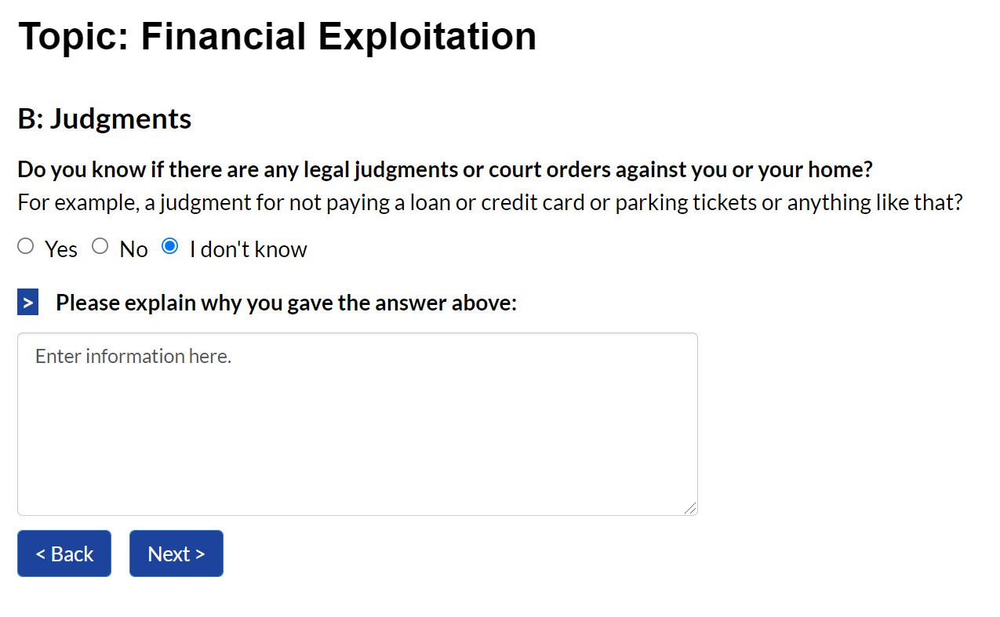 Topic: Financial Exploitation
B: Judgments
Do you know if there are any legal judgments or court orders against you or your home?
For example, a judgment for not paying a loan or credit card or parking tickets or anything like that?
Yes No I don't know
> Please explain why you gave the answer above:
Enter information here.
< Back Next >